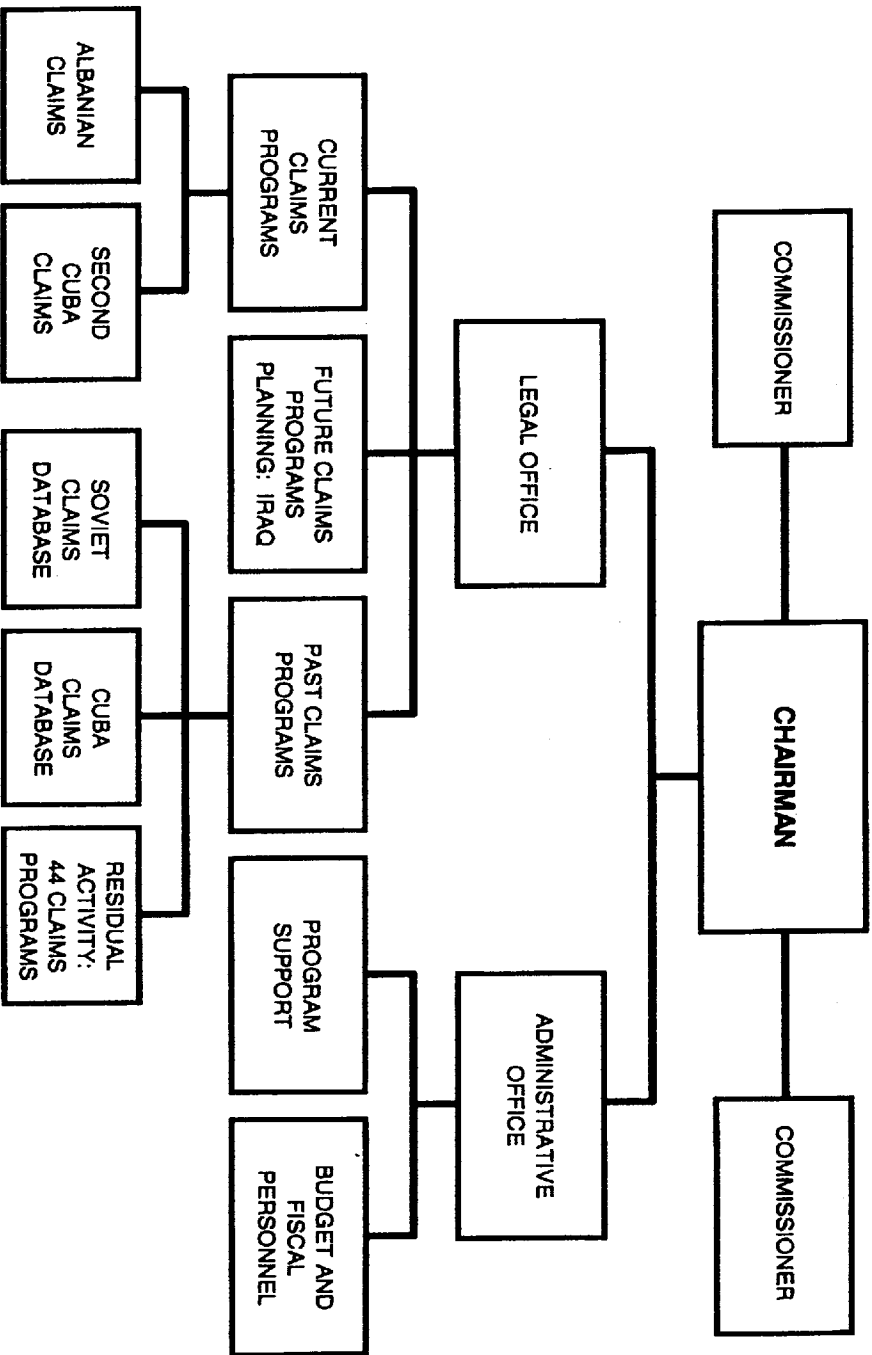 COMMISSIONER
CHAIRMAN
COMMISSIONER
LEGAL OFFICE
ADMINISTRATIVE
OFFICE
CURRENT
CLAIMS
PROGRAMS
FUTURE CLAIMS
PROGRAMS
PLANNING: IRAQ
PAST CLAIMS
PROGRAMS
PROGRAM
SUPPORT
BUDGET AND
FISCAL
PERSONNEL
ALBANIAN
CLAIMS
SECOND
CUBA
CLAIMS
SOVIET
CLAIMS
DATABASE
CUBA
CLAIMS
DATABASE
RESIDUAL
ACTIVITY:
44 CLAIMS
PROGRAMS